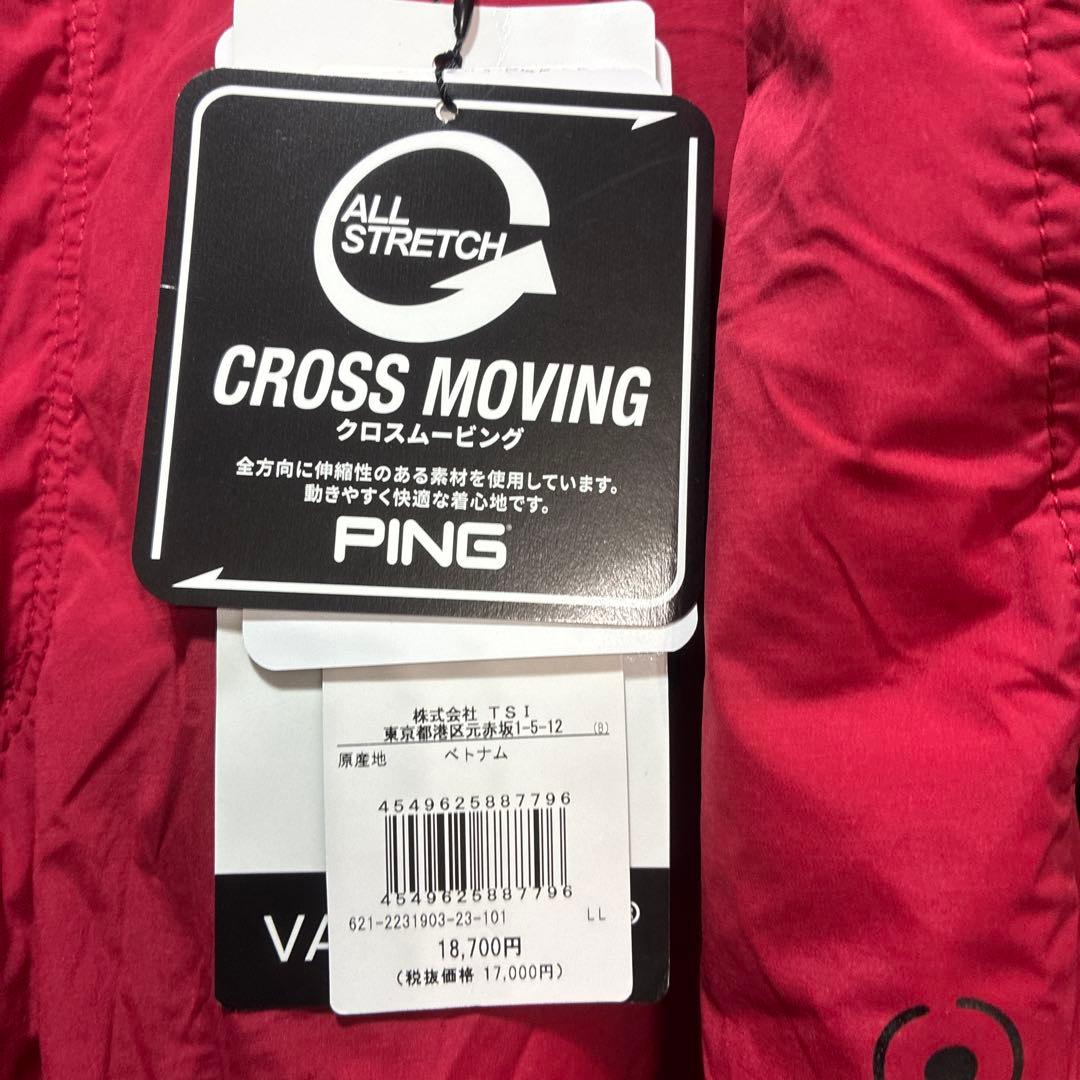 ALL
STRETCH
CROSS MOVING
クロスムービング
全方向に伸縮性のある素材を使用しています。
動きやすく快適な着心地です。
PING®
株式会社 TSI
東京都港区元赤坂1-5-12 (B)
原産地 ベトナム
4549625887796
4549625887796
621-2231903-23-101 LL
18,700円
(税抜価格 17,000円)